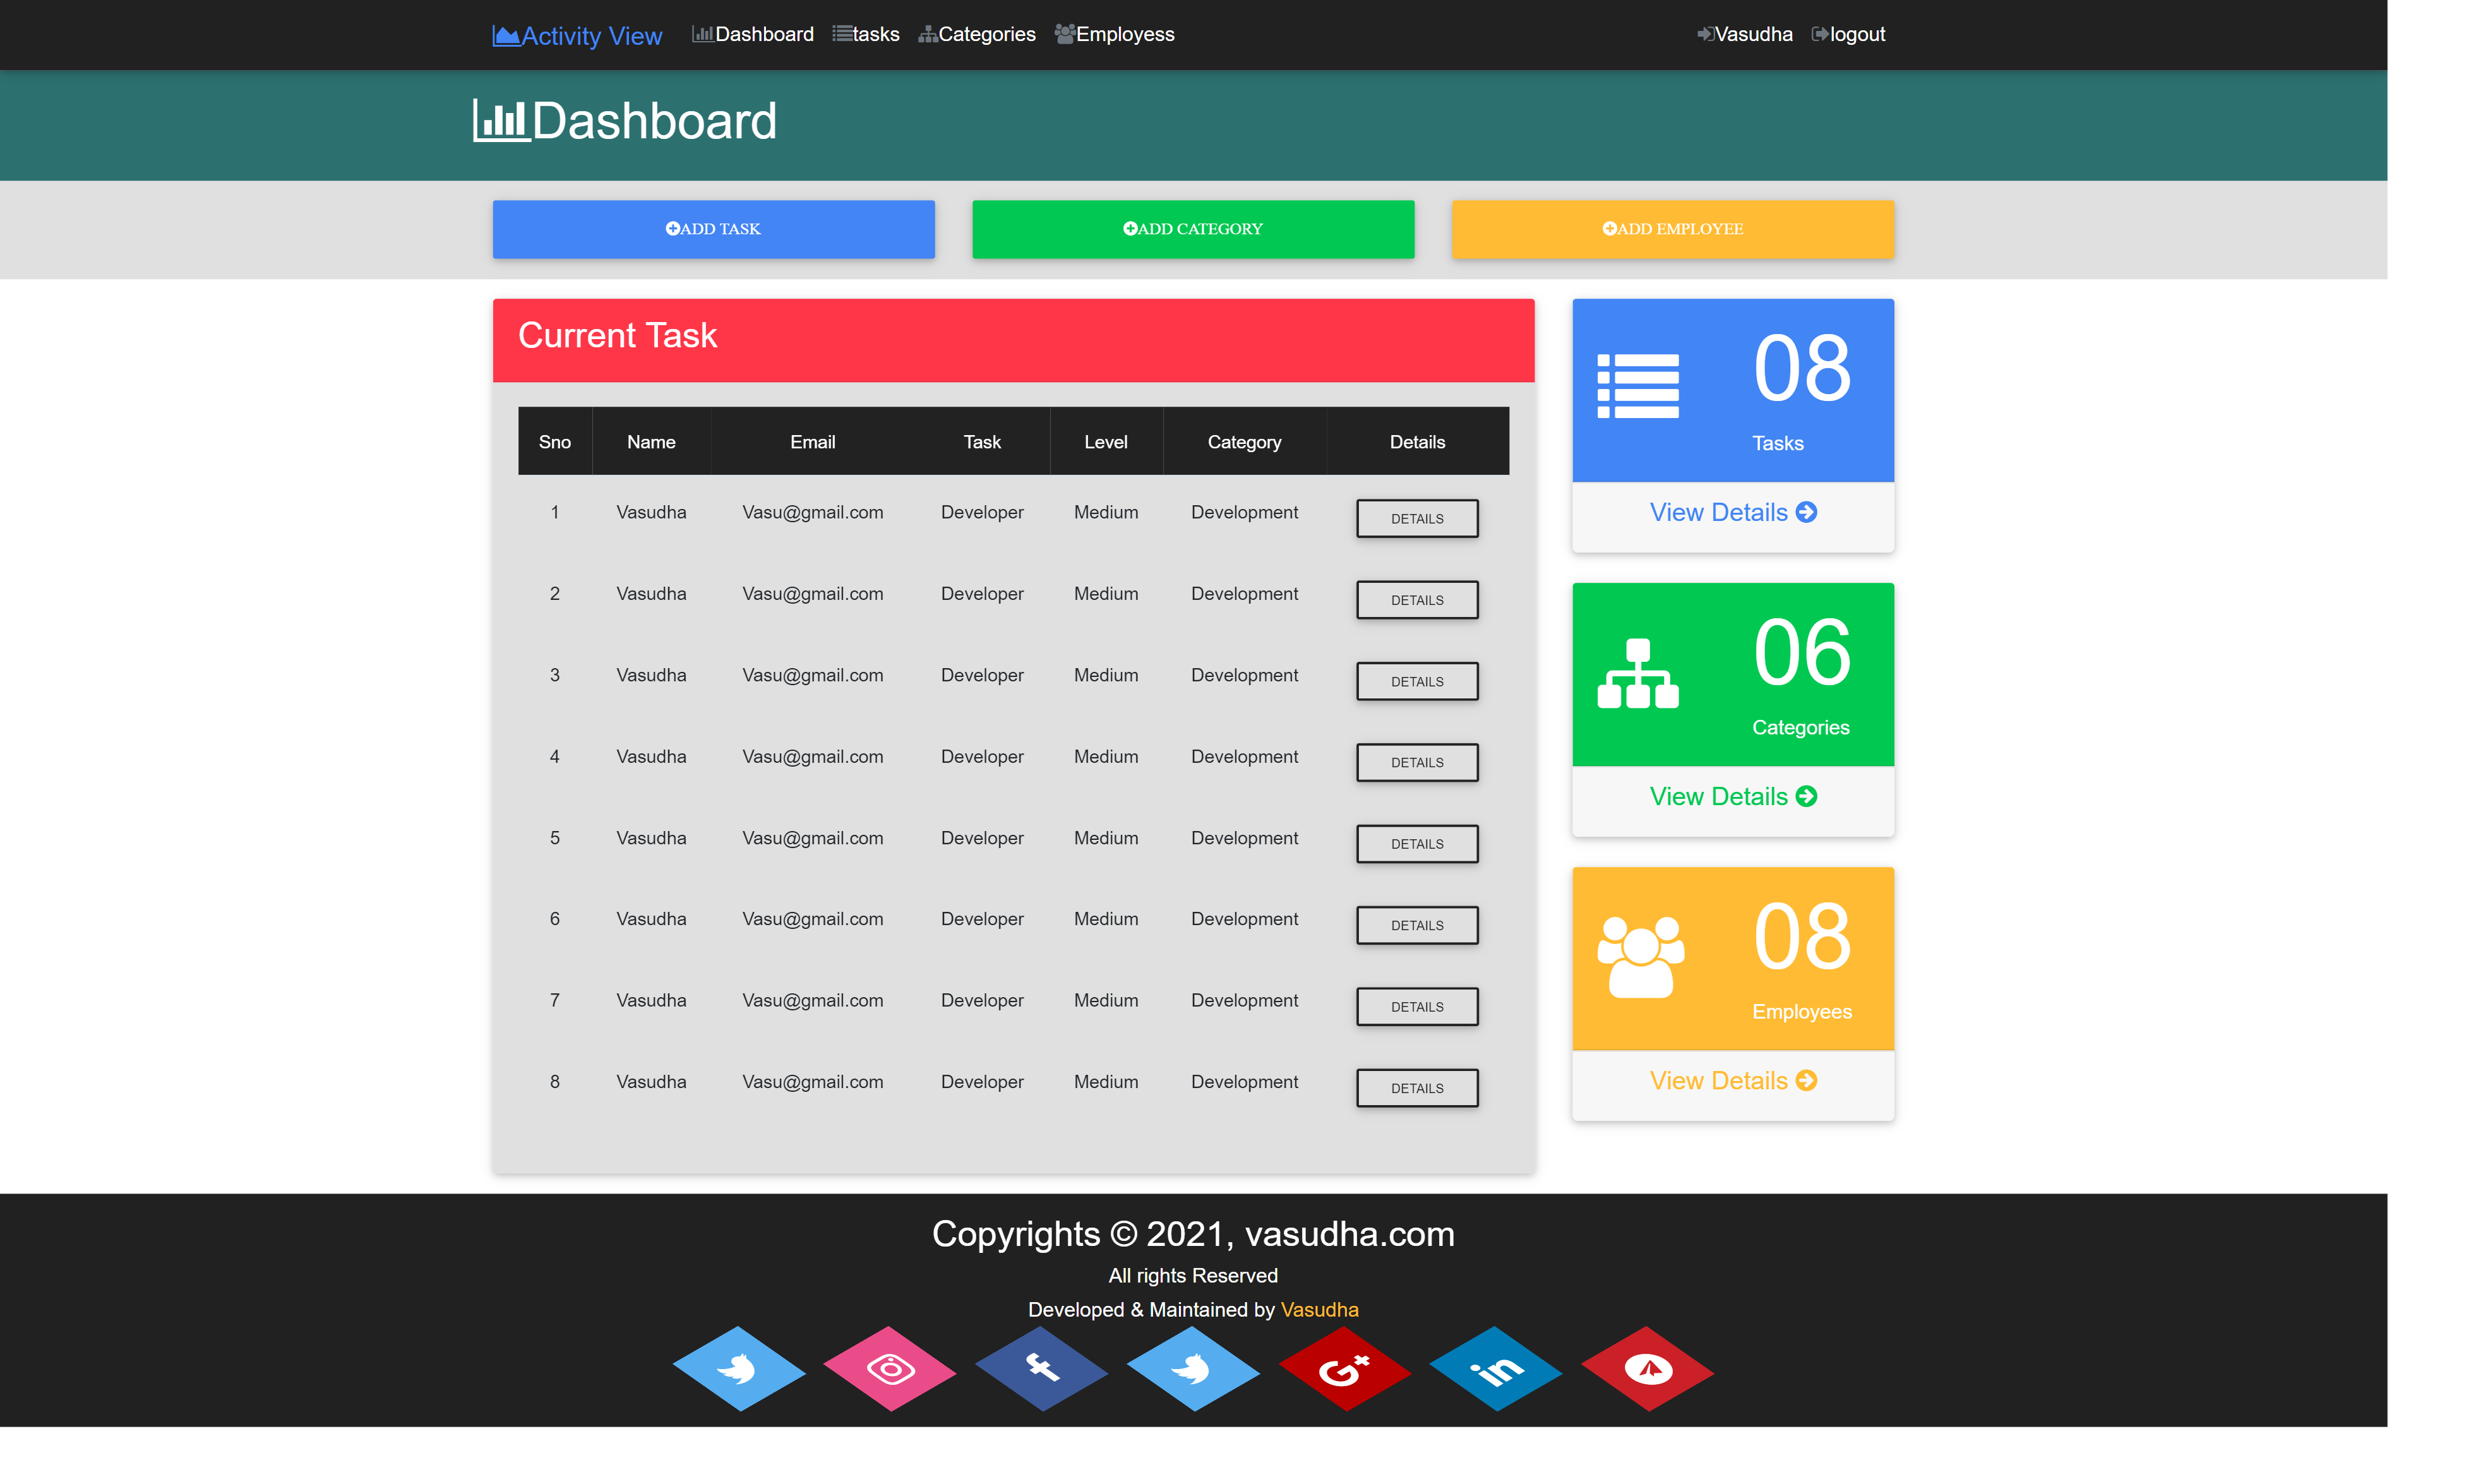 Activity View Dashboard tasks Categories Employess Vasudha logout
Dashboard
ADD TASK ADD CATEGORY ADD EMPLOYEE
Current Task
Sno Name Email Task Level Category Details
1 Vasudha Vasu@gmail.com Developer Medium Development DETAILS
2 Vasudha Vasu@gmail.com Developer Medium Development DETAILS
3 Vasudha Vasu@gmail.com Developer Medium Development DETAILS
4 Vasudha Vasu@gmail.com Developer Medium Development DETAILS
5 Vasudha Vasu@gmail.com Developer Medium Development DETAILS
6 Vasudha Vasu@gmail.com Developer Medium Development DETAILS
7 Vasudha Vasu@gmail.com Developer Medium Development DETAILS
8 Vasudha Vasu@gmail.com Developer Medium Development DETAILS
08
Tasks
View Details
06
Categories
View Details
08
Employees
View Details
Copyrights © 2021, vasudha.com
All rights Reserved
Developed & Maintained by Vasudha